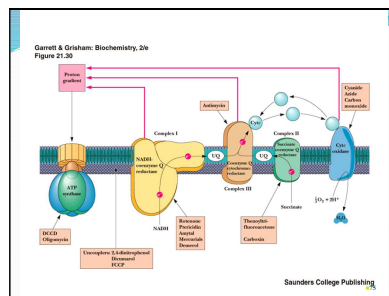 Garrett & Grisham: Biochemistry, 2/e
Figure 21.30
Proton
gradient
Cyanide
Azide
Carbon
monoxide
Antimycin
Complex I
Cytc
Complex II
NADH-
coenzyme Q
reductase
UQ
Coenzyme Q
cytochrome c
reductase
UQ
Succinate
coenzyme Q
reductase
Cyt c
oxidase
ATP
synthase
Complex III
NADH
Succinate
½O₂ + 2H⁺
H₂O
Rotenone
Piericidin
Amytal
Mercurials
Demerol
Thenoyltri-
fluoroacetone
Carboxin
DCCD
Oligomycin
Uncouplers: 2,4-dinitrophenol
Dicumarol
FCCP
Saunders College Publishing